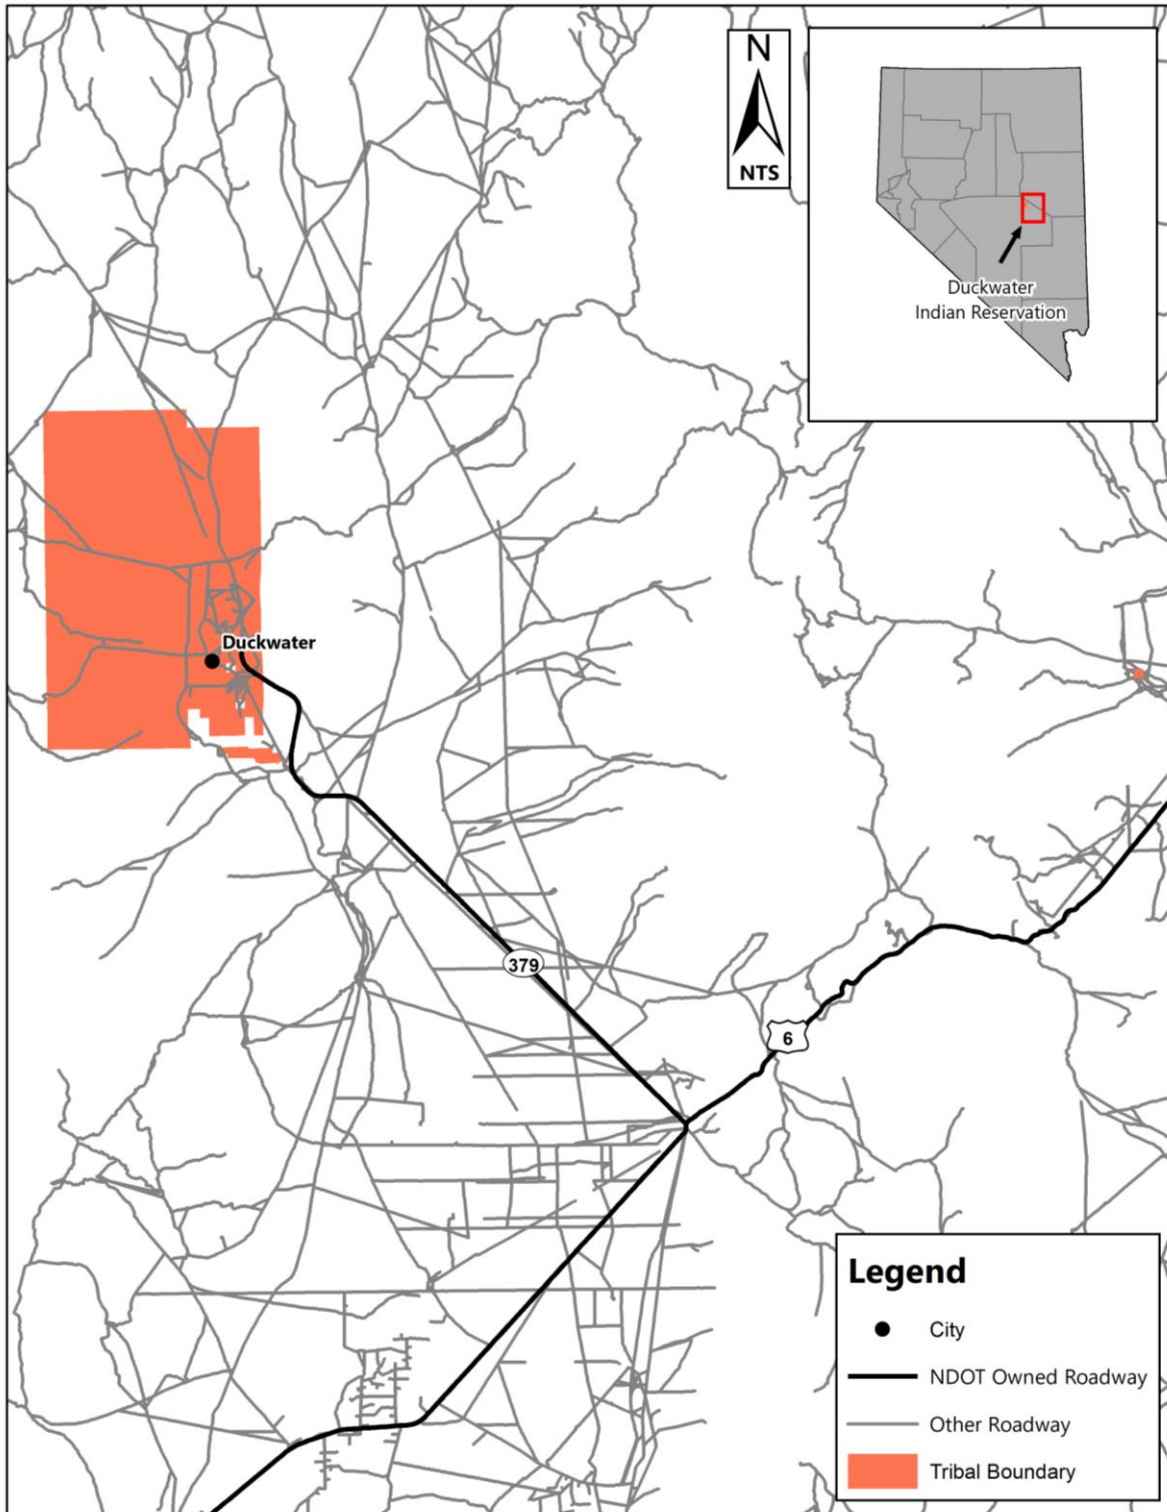 N
NTS
Duckwater
Indian Reservation
Duckwater
379
6
Legend
City
NDOT Owned Roadway
Other Roadway
Tribal Boundary